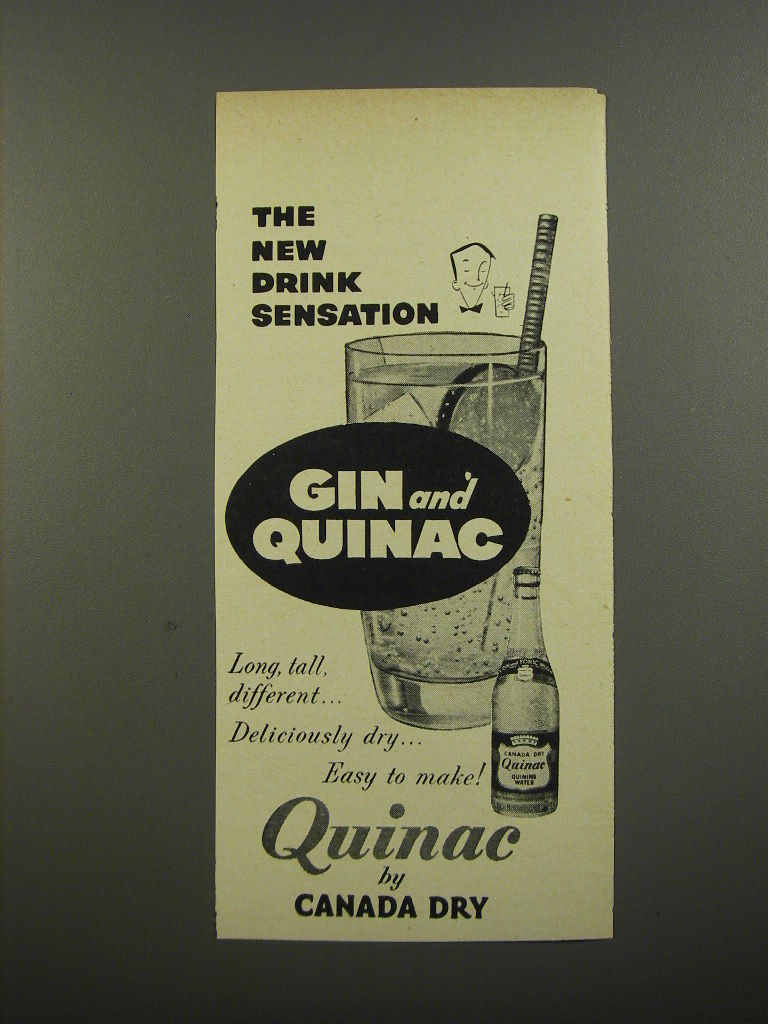 THE
NEW
DRINK
SENSATION
GIN and
QUINAC
Long, tall,
different...
Deliciously dry...
Easy to make!
CANADA DRY
Quinac
QUININE
WATER
Quinac
by
CANADA DRY